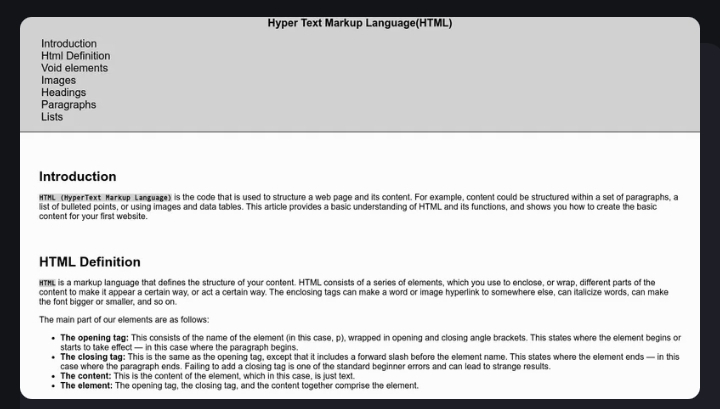 Hyper Text Markup Language(HTML)
Introduction
Html Definition
Void elements
Images
Headings
Paragraphs
Lists
Introduction
HTML (HyperText Markup Language) is the code that is used to structure a web page and its content. For example, content could be structured within a set of paragraphs, a
list of bulleted points, or using images and data tables. This article provides a basic understanding of HTML and its functions, and shows you how to create the basic
content for your first website.
HTML Definition
HTML is a markup language that defines the structure of your content. HTML consists of a series of elements, which you use to enclose, or wrap, different parts of the
content to make it appear a certain way, or act a certain way. The enclosing tags can make a word or image hyperlink to somewhere else, can italicize words, can make
the font bigger or smaller, and so on.
The main part of our elements are as follows:
• The opening tag: This consists of the name of the element (in this case, p), wrapped in opening and closing angle brackets. This states where the element begins or
starts to take effect — in this case where the paragraph begins.
• The closing tag: This is the same as the opening tag, except that it includes a forward slash before the element name. This states where the element ends — in this
case where the paragraph ends. Failing to add a closing tag is one of the standard beginner errors and can lead to strange results.
• The content: This is the content of the element, which in this case, is just text.
• The element: The opening tag, the closing tag, and the content together comprise the element.